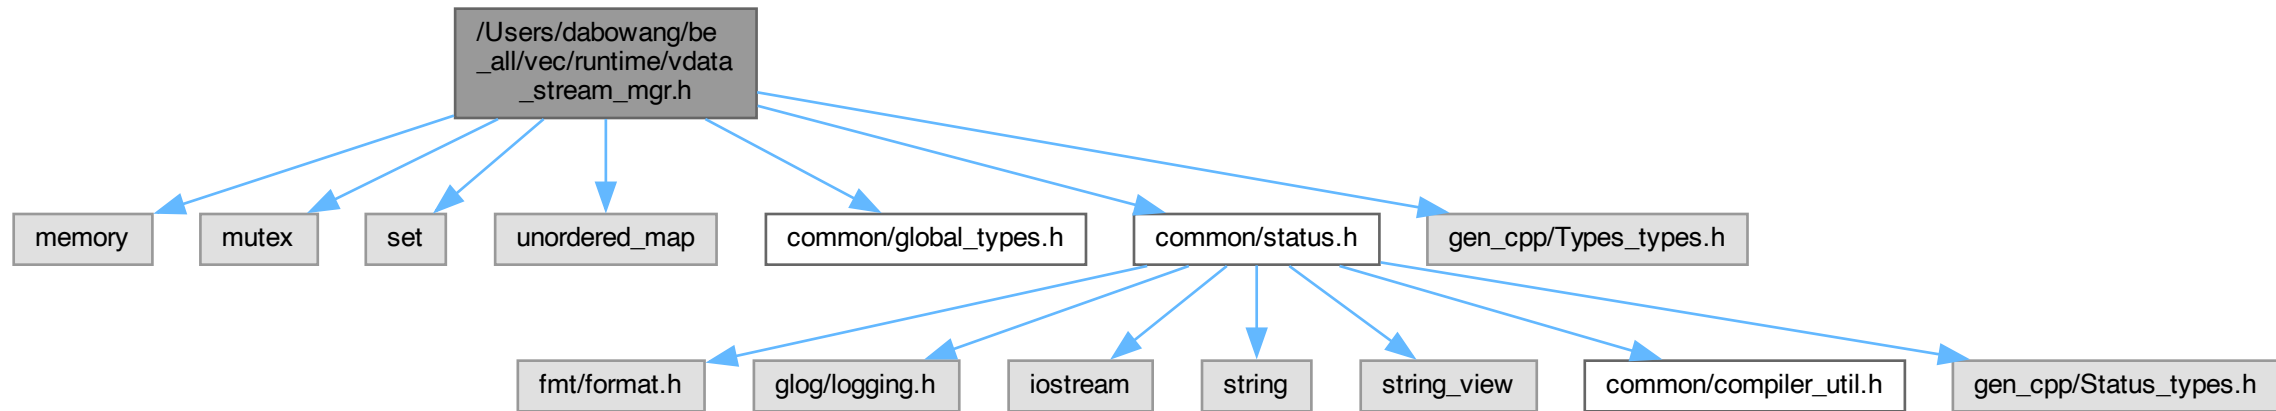 /Users/dabowang/be
_all/vec/runtime/vdata
_stream_mgr.h
memory
mutex
set
unordered_map
common/global_types.h
common/status.h
gen_cpp/Types_types.h
fmt/format.h
glog/logging.h
iostream
string
string_view
common/compiler_util.h
gen_cpp/Status_types.h